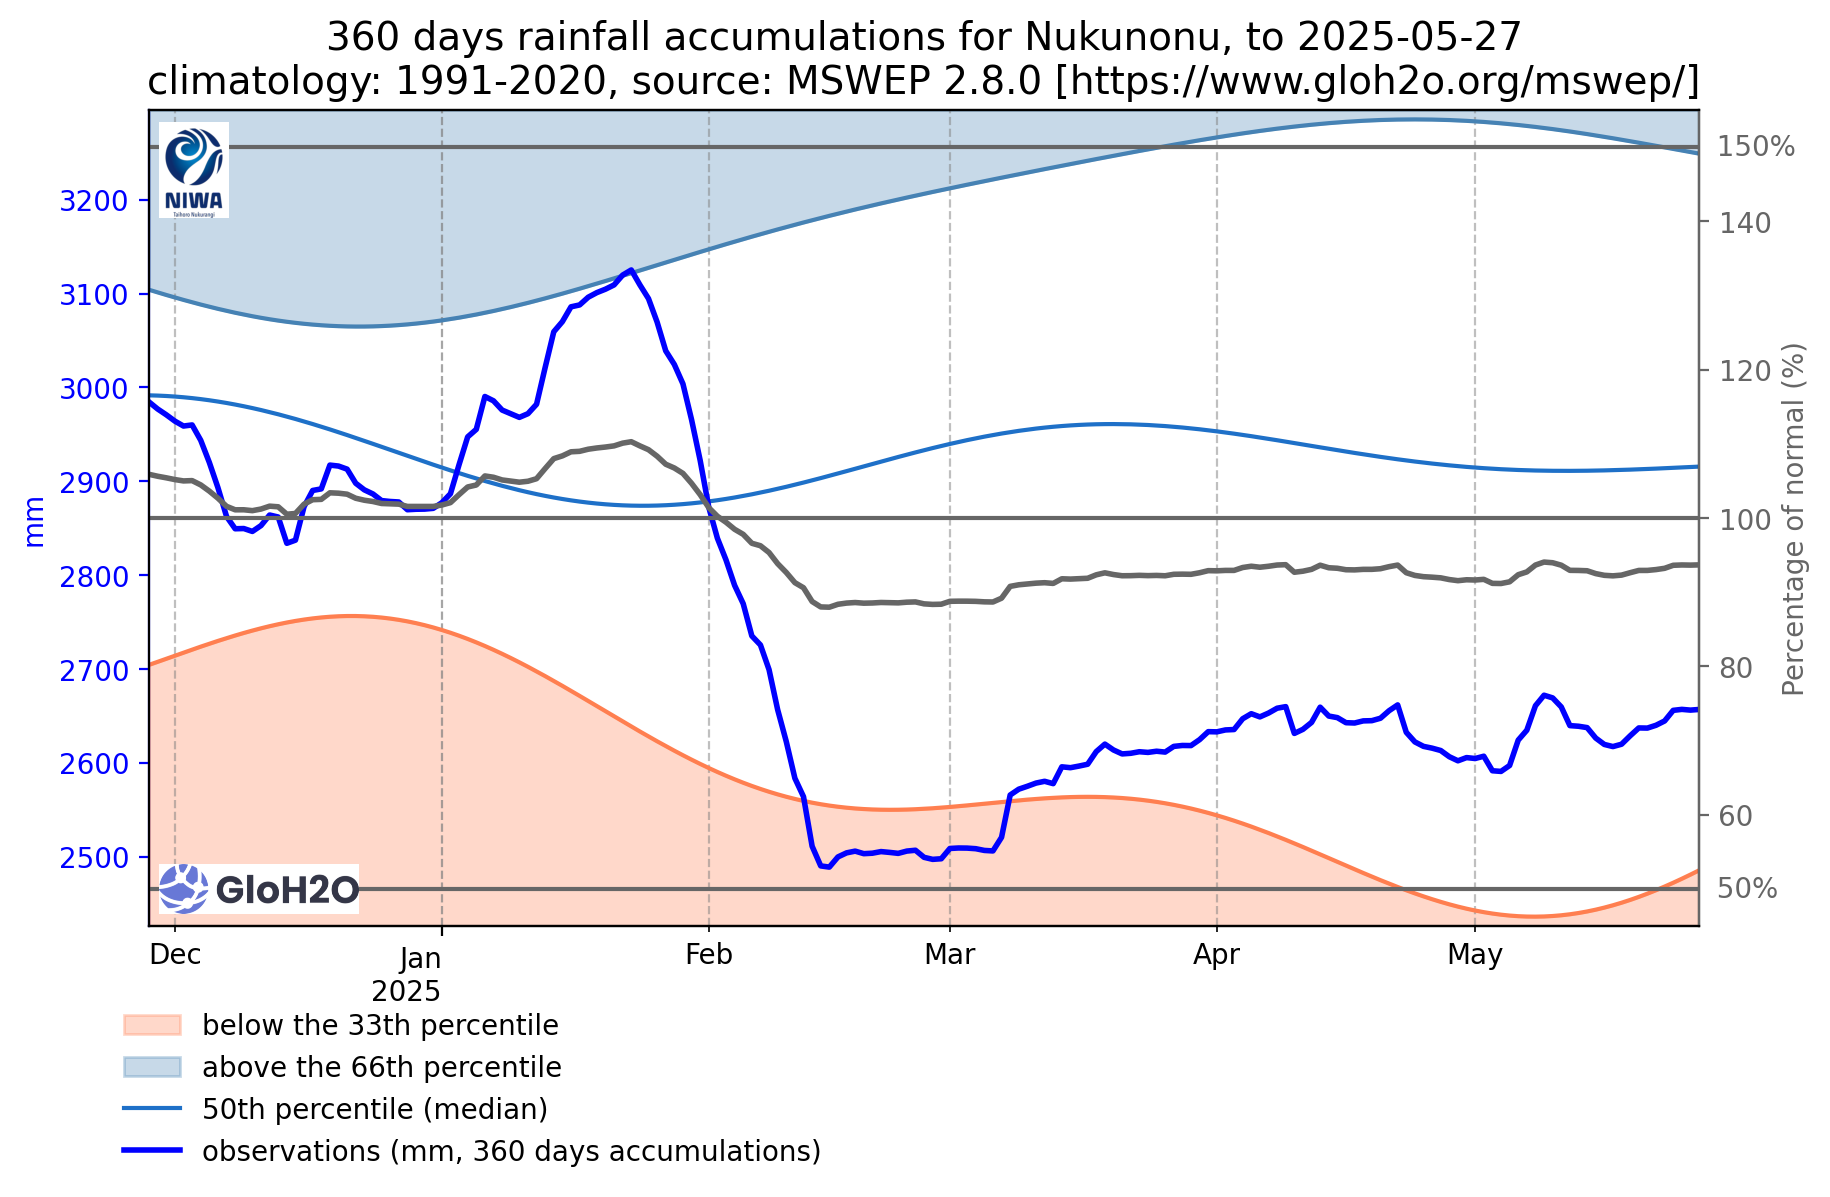 360 days rainfall accumulations for Nukunonu, to 2025-05-27
climatology: 1991-2020, source: MSWEP 2.8.0 [https://www.gloh2o.org/mswep/]
NIWA
Taihoro Nukurangi
3200
3100
3000
2900
2800
2700
2600
2500
mm
150%
140
120
100
80
60
50%
Percentage of normal (%)
GloH2O
Dec
Jan
2025
Feb
Mar
Apr
May
below the 33th percentile
above the 66th percentile
50th percentile (median)
observations (mm, 360 days accumulations)